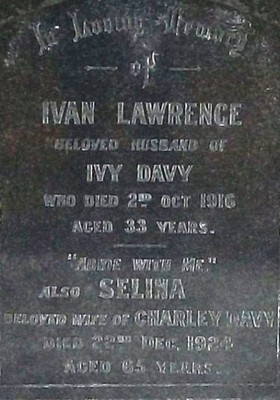 In Loving Memory
of
IVAN LAWRENCE
BELOVED HUSBAND OF
IVY DAVY
WHO DIED 2ND OCT 1916
AGED 33 YEARS.
"ABIDE WITH ME."
ALSO SELINA
BELOVED WIFE OF CHARLEY DAVY
DIED 22ND DEC, 1924
AGED 65 YEARS.